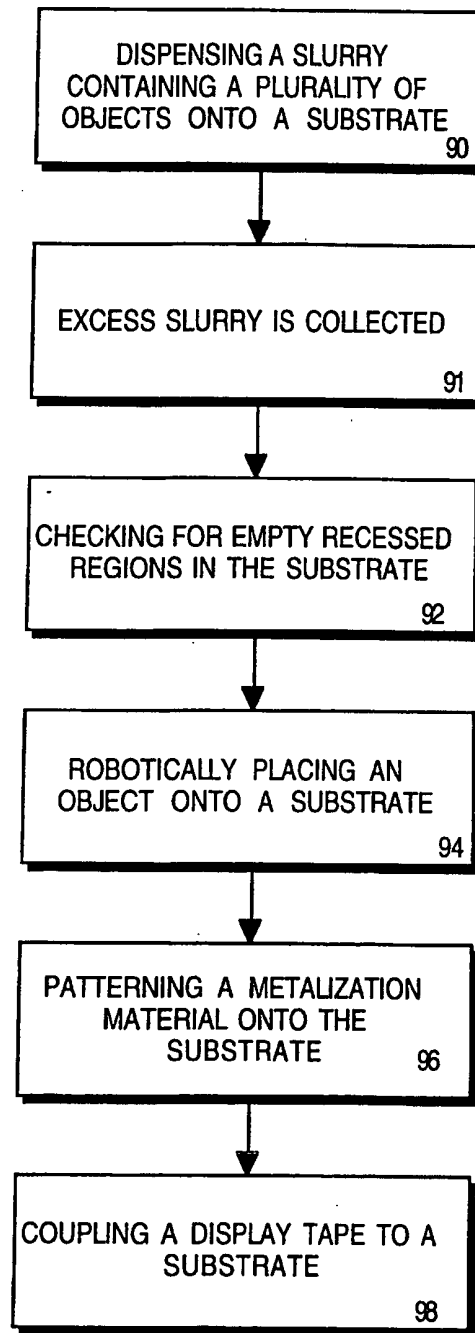 DISPENSING A SLURRY
CONTAINING A PLURALITY OF
OBJECTS ONTO A SUBSTRATE
90
EXCESS SLURRY IS COLLECTED
91
CHECKING FOR EMPTY RECESSED
REGIONS IN THE SUBSTRATE
92
ROBOTICALLY PLACING AN
OBJECT ONTO A SUBSTRATE
94
PATTERNING A METALIZATION
MATERIAL ONTO THE
SUBSTRATE 96
COUPLING A DISPLAY TAPE TO A
SUBSTRATE
98